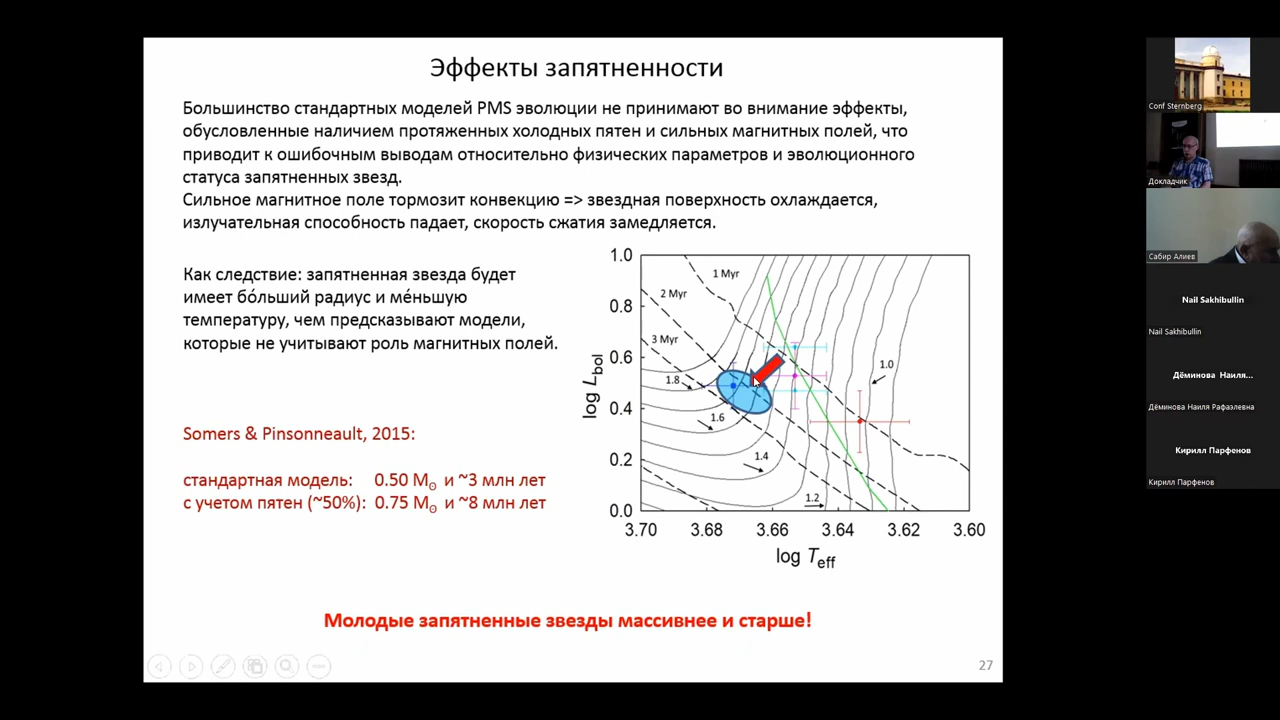 Эффекты запятненности
Большинство стандартных моделей PMS эволюции не принимают во внимание эффекты,
обусловленные наличием протяженных холодных пятен и сильных магнитных полей, что
приводит к ошибочным выводам относительно физических параметров и эволюционного
статуса запятненных звезд.
Сильное магнитное поле тормозит конвекцию => звездная поверхность охлаждается,
излучательная способность падает, скорость сжатия замедляется.
Как следствие: запятненная звезда будет
имеет бо́льший радиус и ме́ньшую
температуру, чем предсказывают модели,
которые не учитывают роль магнитных полей.
Somers & Pinsonneault, 2015:
стандартная модель: 0.50 M☉ и ~3 млн лет
с учетом пятен (~50%): 0.75 M☉ и ~8 млн лет
1.0
0.8
0.6
0.4
0.2
0.0
log Lbol
1 Myr
2 Myr
3 Myr
1.8
1.6
1.4
1.2
1.0
3.70 3.68 3.66 3.64 3.62 3.60
log Teff
Молодые запятненные звезды массивнее и старше!
27
Conf Sternberg
Докладчик
Сабир Алиев
Nail Sakhibullin
Nail Sakhibullin
Дёминова Наиля...
Дёминова Наиля Рафаэлевна
Кирилл Парфенов
Кирилл Парфенов